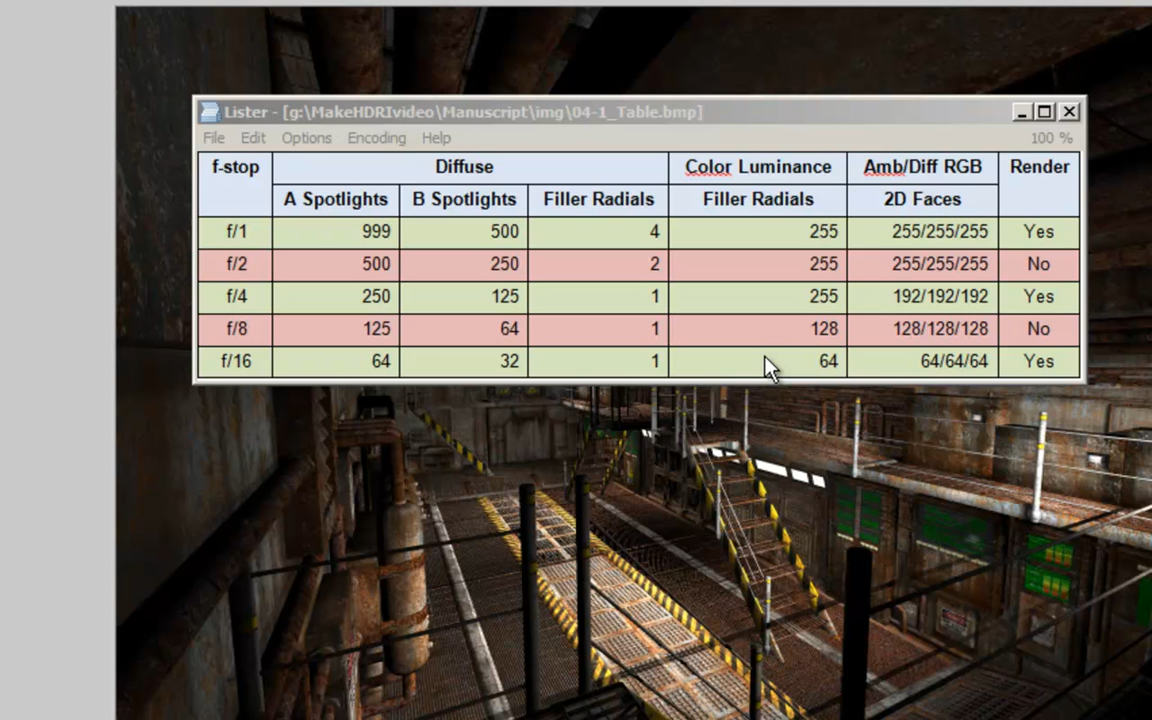 Lister - [g:\MakeHDRIvideo\Manuscript\img\04-1_Table.bmp]
File Edit Options Encoding Help 100 %
f-stop Diffuse Color Luminance Amb/Diff RGB Render
A Spotlights B Spotlights Filler Radials Filler Radials 2D Faces
f/1 999 500 4 255 255/255/255 Yes
f/2 500 250 2 255 255/255/255 No
f/4 250 125 1 255 192/192/192 Yes
f/8 125 64 1 128 128/128/128 No
f/16 64 32 1 64 64/64/64 Yes